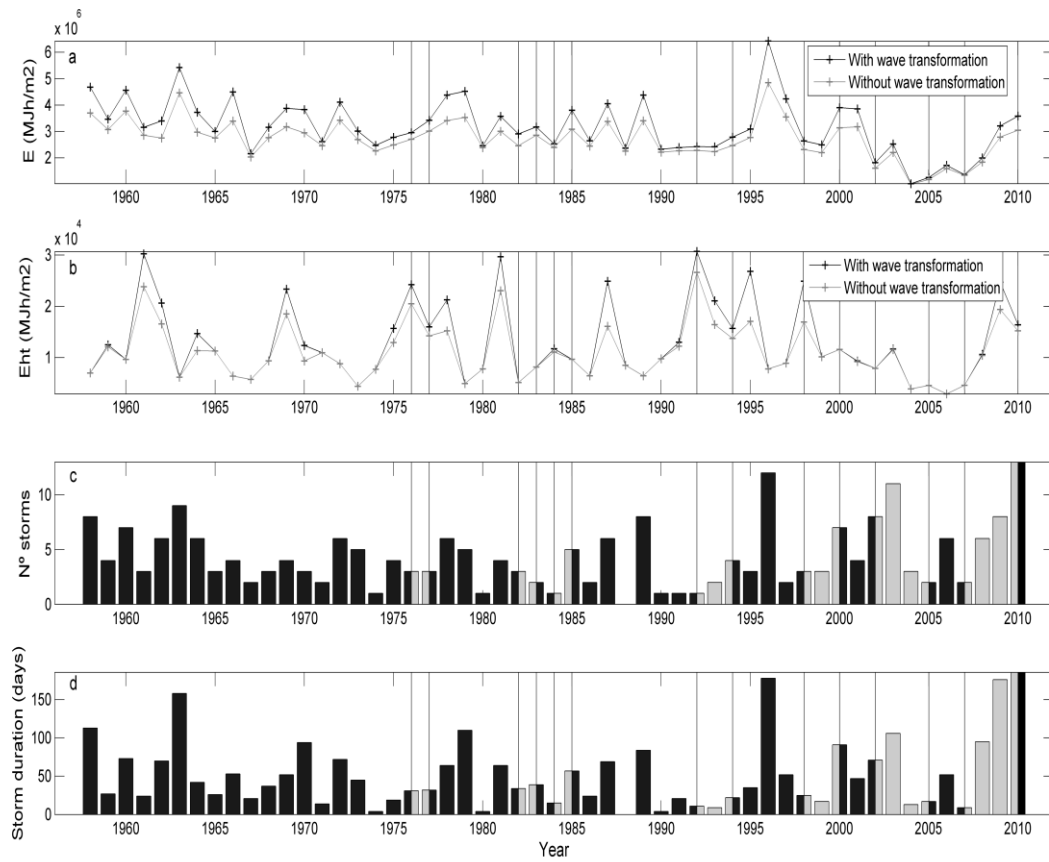 x 10^6
a
With wave transformation
Without wave transformation
E (MJh/m2)
6
5
4
3
2
1960 1965 1970 1975 1980 1985 1990 1995 2000 2005 2010
x 10^4
b
With wave transformation
Without wave transformation
Eht (MJh/m2)
3
2
1
1960 1965 1970 1975 1980 1985 1990 1995 2000 2005 2010
c
Nº storms
10
5
0
1960 1965 1970 1975 1980 1985 1990 1995 2000 2005 2010
d
Storm duration (days)
150
100
50
0
1960 1965 1970 1975 1980 1985 1990 1995 2000 2005 2010
Year